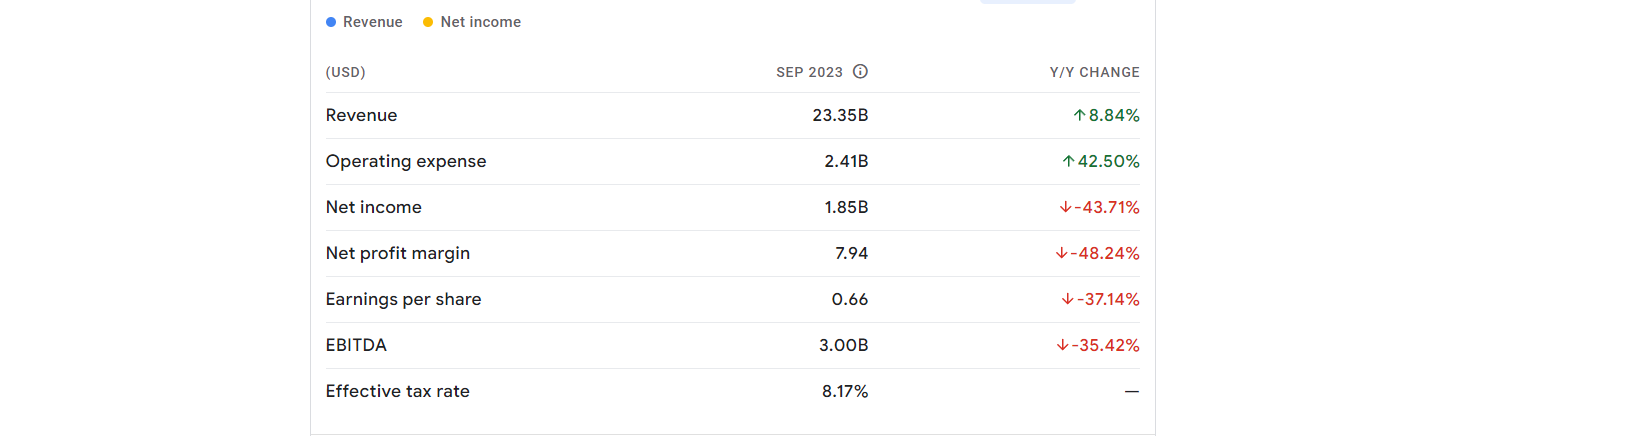 Revenue Net income
(USD) SEP 2023 Y/Y CHANGE
Revenue 23.35B ↑8.84%
Operating expense 2.41B ↑42.50%
Net income 1.85B ↓-43.71%
Net profit margin 7.94 ↓-48.24%
Earnings per share 0.66 ↓-37.14%
EBITDA 3.00B ↓-35.42%
Effective tax rate 8.17% —